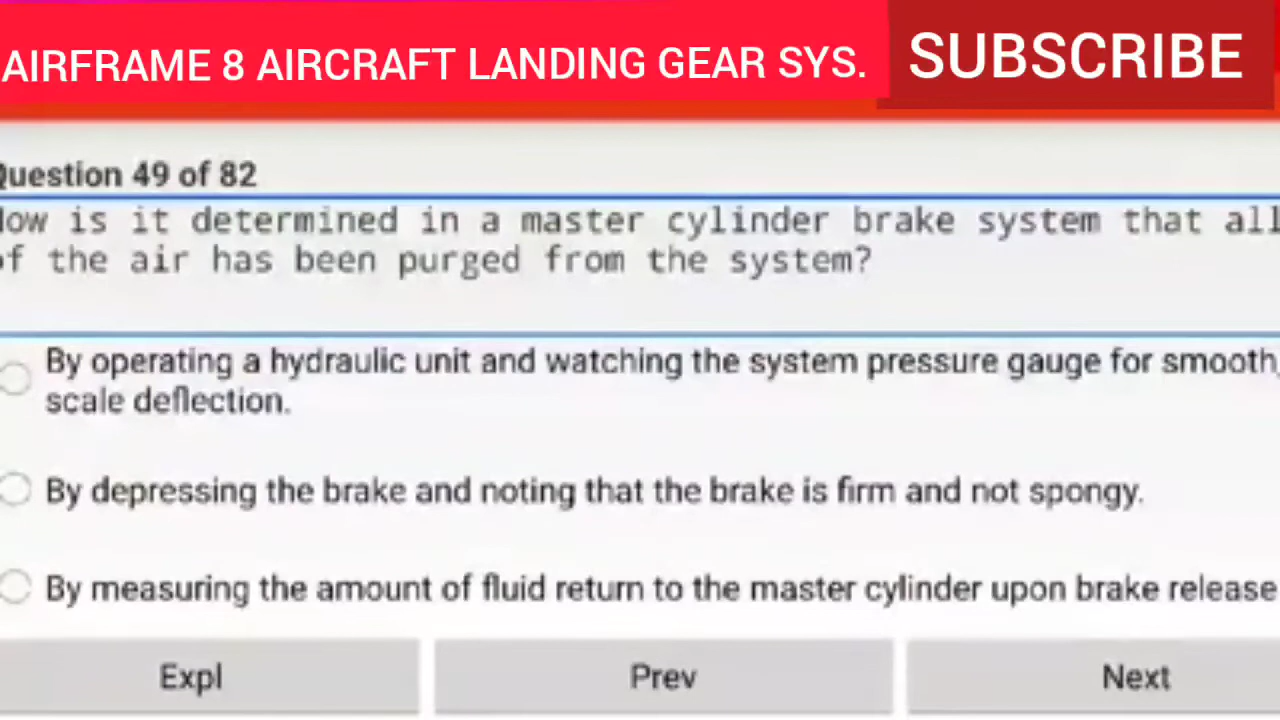 AIRFRAME 8 AIRCRAFT LANDING GEAR SYS.
SUBSCRIBE
Question 49 of 82
How is it determined in a master cylinder brake system that all
of the air has been purged from the system?
By operating a hydraulic unit and watching the system pressure gauge for smooth,
scale deflection.
By depressing the brake and noting that the brake is firm and not spongy.
By measuring the amount of fluid return to the master cylinder upon brake release
Expl
Prev
Next